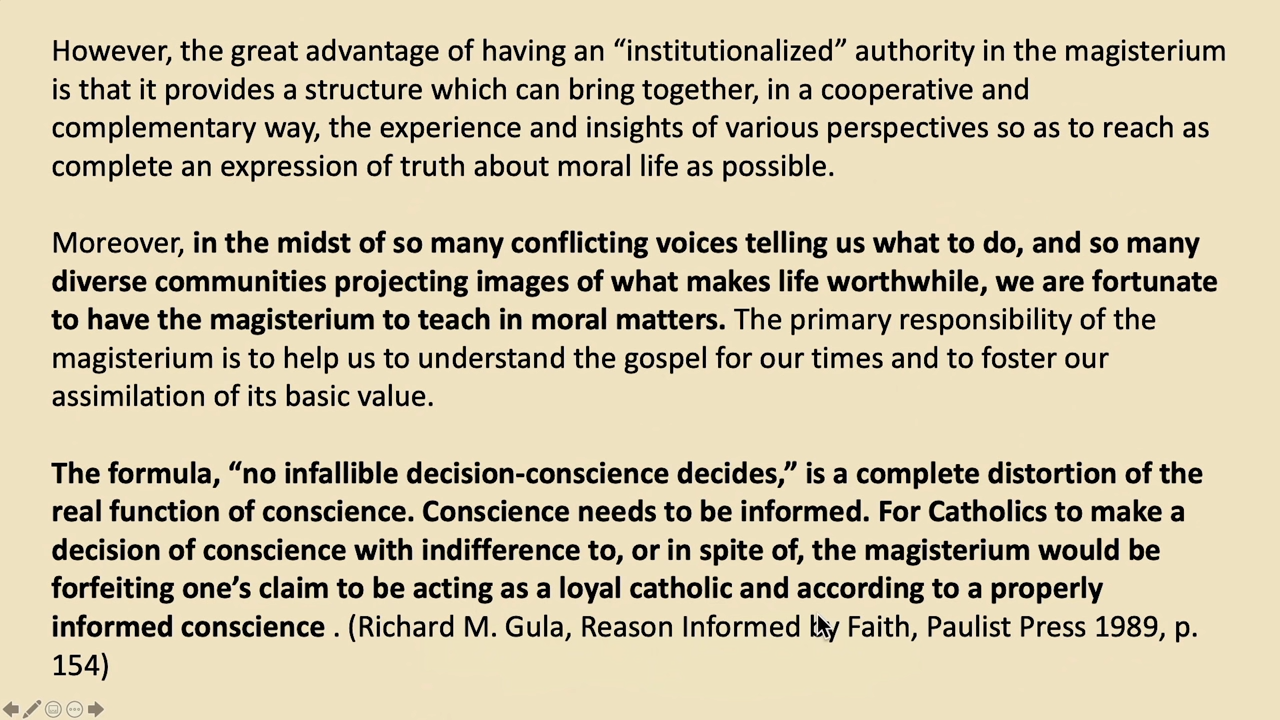 However, the great advantage of having an “institutionalized” authority in the magisterium
is that it provides a structure which can bring together, in a cooperative and
complementary way, the experience and insights of various perspectives so as to reach as
complete an expression of truth about moral life as possible.
Moreover, in the midst of so many conflicting voices telling us what to do, and so many
diverse communities projecting images of what makes life worthwhile, we are fortunate
to have the magisterium to teach in moral matters. The primary responsibility of the
magisterium is to help us to understand the gospel for our times and to foster our
assimilation of its basic value.
The formula, “no infallible decision-conscience decides,” is a complete distortion of the
real function of conscience. Conscience needs to be informed. For Catholics to make a
decision of conscience with indifference to, or in spite of, the magisterium would be
forfeiting one’s claim to be acting as a loyal catholic and according to a properly
informed conscience . (Richard M. Gula, Reason Informed by Faith, Paulist Press 1989, p.
154)